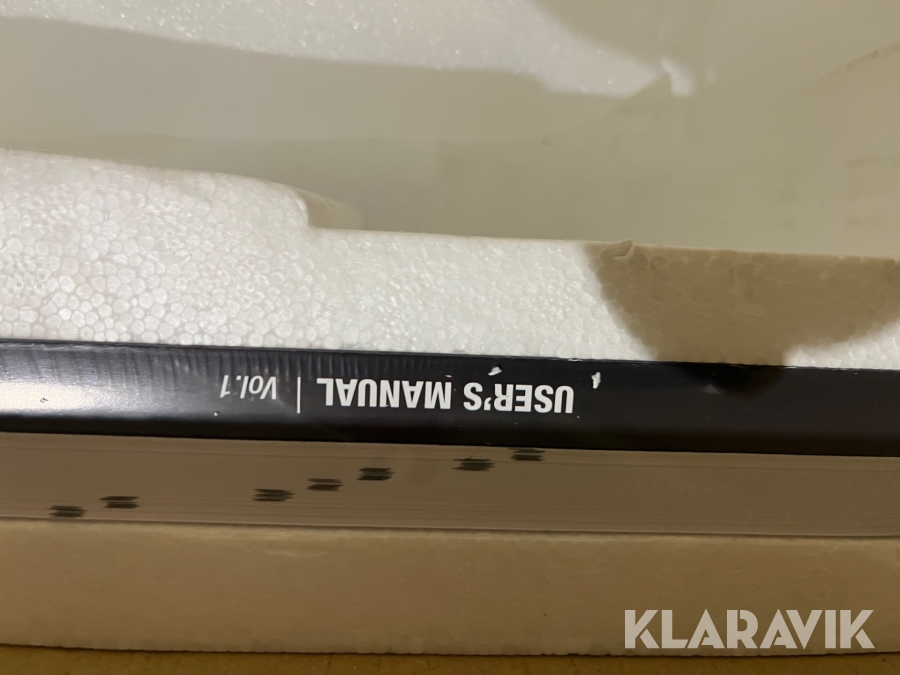 USER'S MANUAL | Vol.1
KLARAVIK